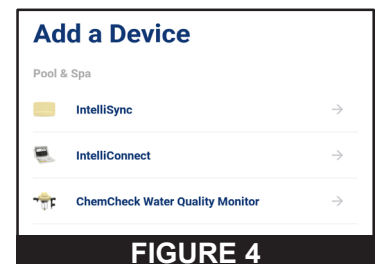 Add a Device
Pool & Spa
IntelliSync
IntelliConnect
ChemCheck Water Quality Monitor
FIGURE 4